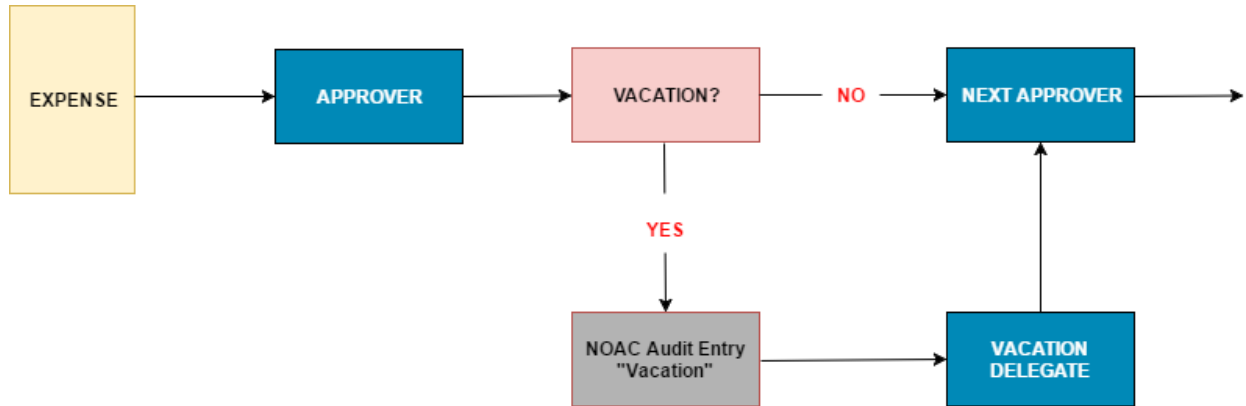 EXPENSE
APPROVER
VACATION?
NO
NEXT APPROVER
YES
NOAC Audit Entry
"Vacation"
VACATION
DELEGATE